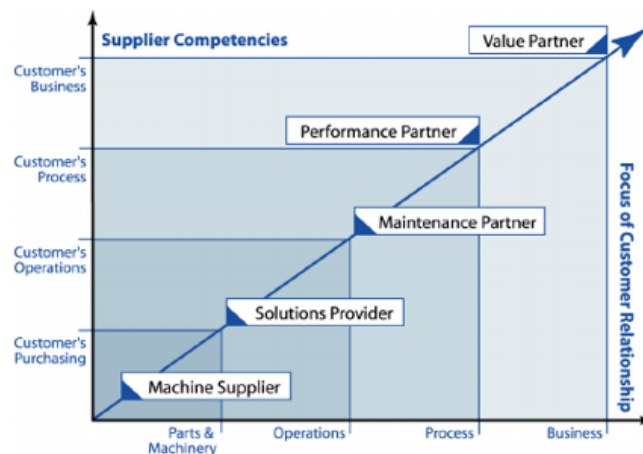 Supplier Competencies
Value Partner
Customer's
Business
Performance Partner
Customer's
Process
Maintenance Partner
Customer's
Operations
Solutions Provider
Customer's
Purchasing
Machine Supplier
Focus of Customer Relationship
Parts &
Machinery
Operations
Process
Business